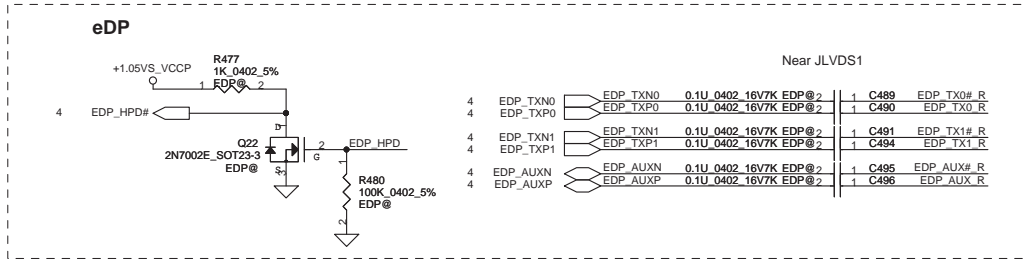 eDP
R477
1K_0402_5%
EDP@
+1.05VS_VCCP
1
2
4 EDP_HPD#
D
Q22
2N7002E_SOT23-3
EDP@
2
G
EDP_HPD
S
3
1
R480
100K_0402_5%
EDP@
2
Near JLVDS1
4 EDP_TXN0 EDP_TXN0 0.1U_0402_16V7K EDP@ 2 1 C489 EDP_TX0#_R
4 EDP_TXP0 EDP_TXP0 0.1U_0402_16V7K EDP@ 2 1 C490 EDP_TX0_R
4 EDP_TXN1 EDP_TXN1 0.1U_0402_16V7K EDP@ 2 1 C491 EDP_TX1#_R
4 EDP_TXP1 EDP_TXP1 0.1U_0402_16V7K EDP@ 2 1 C494 EDP_TX1_R
4 EDP_AUXN EDP_AUXN 0.1U_0402_16V7K EDP@ 2 1 C495 EDP_AUX#_R
4 EDP_AUXP EDP_AUXP 0.1U_0402_16V7K EDP@ 2 1 C496 EDP_AUX_R